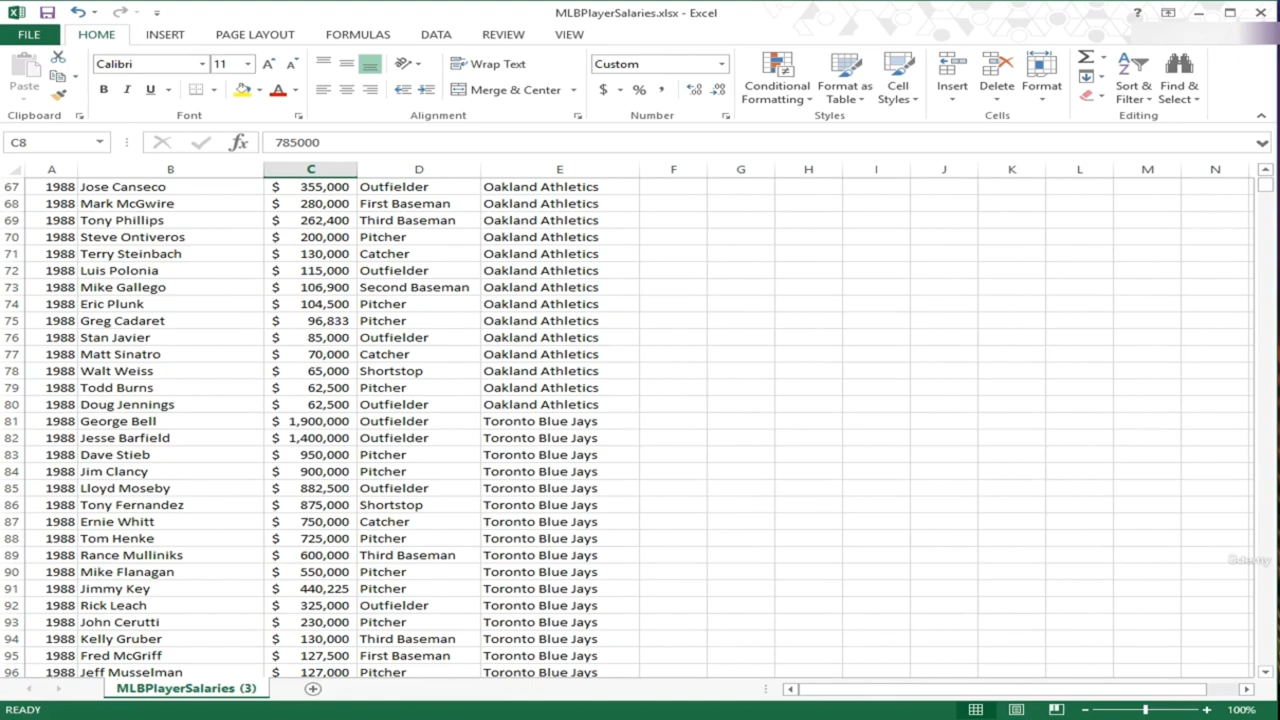 MLBPlayerSalaries.xlsx - Excel
FILE HOME INSERT PAGE LAYOUT FORMULAS DATA REVIEW VIEW
Calibri 11 Wrap Text Custom
Paste B I U A Merge & Center $ % , Conditional Formatting Format as Table Cell Styles Insert Delete Format Sort & Filter Find & Select
Clipboard Font Alignment Number Styles Cells Editing
C8 fx 785000
A B C D E F G H I J K L M N
67 1988 Jose Canseco $ 355,000 Outfielder Oakland Athletics
68 1988 Mark McGwire $ 280,000 First Baseman Oakland Athletics
69 1988 Tony Phillips $ 262,400 Third Baseman Oakland Athletics
70 1988 Steve Ontiveros $ 200,000 Pitcher Oakland Athletics
71 1988 Terry Steinbach $ 130,000 Catcher Oakland Athletics
72 1988 Luis Polonia $ 115,000 Outfielder Oakland Athletics
73 1988 Mike Gallego $ 106,900 Second Baseman Oakland Athletics
74 1988 Eric Plunk $ 104,500 Pitcher Oakland Athletics
75 1988 Greg Cadaret $ 96,833 Pitcher Oakland Athletics
76 1988 Stan Javier $ 85,000 Outfielder Oakland Athletics
77 1988 Matt Sinatro $ 70,000 Catcher Oakland Athletics
78 1988 Walt Weiss $ 65,000 Shortstop Oakland Athletics
79 1988 Todd Burns $ 62,500 Pitcher Oakland Athletics
80 1988 Doug Jennings $ 62,500 Outfielder Oakland Athletics
81 1988 George Bell $ 1,900,000 Outfielder Toronto Blue Jays
82 1988 Jesse Barfield $ 1,400,000 Outfielder Toronto Blue Jays
83 1988 Dave Stieb $ 950,000 Pitcher Toronto Blue Jays
84 1988 Jim Clancy $ 900,000 Pitcher Toronto Blue Jays
85 1988 Lloyd Moseby $ 882,500 Outfielder Toronto Blue Jays
86 1988 Tony Fernandez $ 875,000 Shortstop Toronto Blue Jays
87 1988 Ernie Whitt $ 750,000 Catcher Toronto Blue Jays
88 1988 Tom Henke $ 725,000 Pitcher Toronto Blue Jays
89 1988 Rance Mulliniks $ 600,000 Third Baseman Toronto Blue Jays
90 1988 Mike Flanagan $ 550,000 Pitcher Toronto Blue Jays
91 1988 Jimmy Key $ 440,225 Pitcher Toronto Blue Jays
92 1988 Rick Leach $ 325,000 Outfielder Toronto Blue Jays
93 1988 John Cerutti $ 230,000 Pitcher Toronto Blue Jays
94 1988 Kelly Gruber $ 130,000 Third Baseman Toronto Blue Jays
95 1988 Fred McGriff $ 127,500 First Baseman Toronto Blue Jays
96 1988 Jeff Musselman $ 127,000 Pitcher Toronto Blue Jays
Udemy
MLBPlayerSalaries (3)
READY 100%